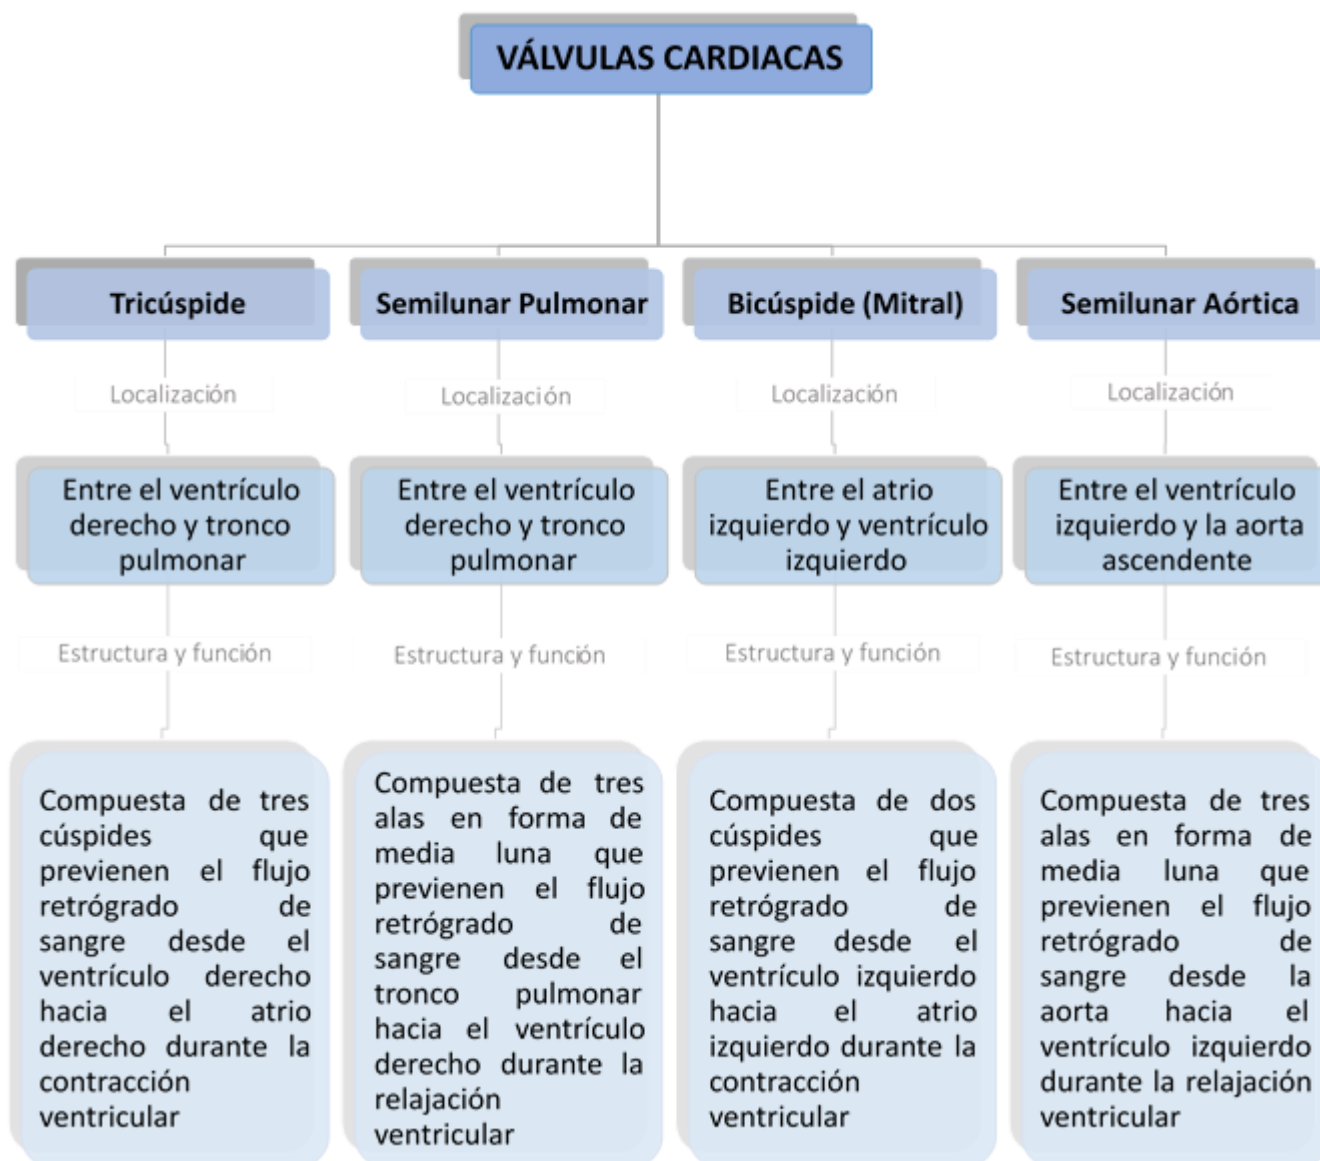 VÁLVULAS CARDIACAS
Tricúspide
Semilunar Pulmonar
Bicúspide (Mitral)
Semilunar Aórtica
Localización
Localización
Localización
Localización
Entre el ventrículo
derecho y tronco
pulmonar
Entre el ventrículo
derecho y tronco
pulmonar
Entre el atrio
izquierdo y ventrículo
izquierdo
Entre el ventrículo
izquierdo y la aorta
ascendente
Estructura y función
Estructura y función
Estructura y función
Estructura y función
Compuesta de tres
cúspides que
previenen el flujo
retrógrado de
sangre desde el
ventrículo derecho
hacia el atrio
derecho durante la
contracción
ventricular
Compuesta de tres
alas en forma de
media luna que
previenen el flujo
retrógrado de
sangre desde el
tronco pulmonar
hacia el ventrículo
derecho durante la
relajación
ventricular
Compuesta de dos
cúspides que
previenen el flujo
retrógrado de
sangre desde el
ventrículo izquierdo
hacia el atrio
izquierdo durante la
contracción
ventricular
Compuesta de tres
alas en forma de
media luna que
previenen el flujo
retrógrado de
sangre desde la
aorta hacia el
ventrículo izquierdo
durante la relajación
ventricular